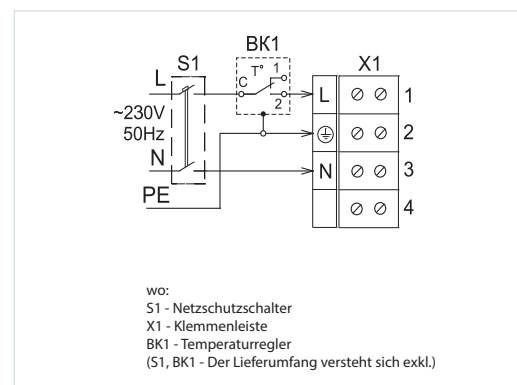 BK1
S1
X1
L
T° 1
C
2
L
1
~230V
50Hz
2
N
N
3
PE
4
wo:
S1 - Netzschutzschalter
X1 - Klemmenleiste
BK1 - Temperaturregler
(S1, BK1 - Der Lieferumfang versteht sich exkl.)